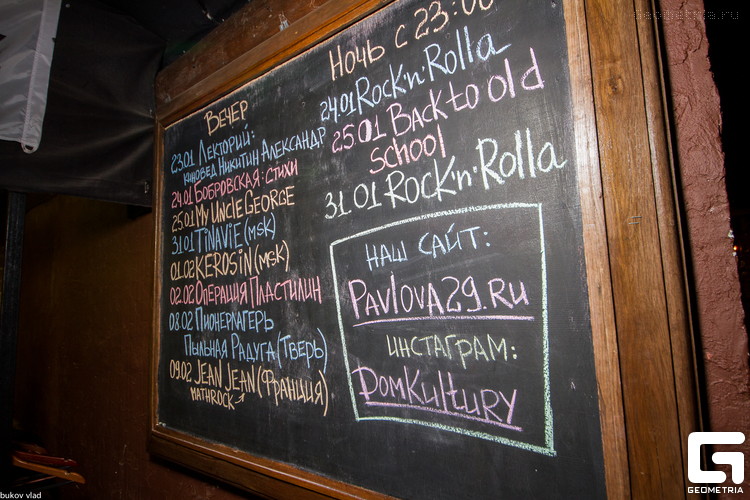 Geometria.ru
Вечер
23.01 Лекторий:
киновед Никитин Александр
24.01 Бобровская: стихи
25.01 My Uncle George
31.01 TiNAViE (MSK)
01.02 KEROSiN (MSK)
02.02 Операция Пластилин
08.02 Пионерлагерь
Пыльная Радуга (Тверь)
09.02 JEAN JEAN (Франция)
MATHROCK
Ночь с 23:00
24.01 Rock'n'Rolla
25.01 Back to old
school
31.01 Rock'n'Rolla
НАШ САЙТ:
PAVLOVA29.RU
ИНСТАГРАМ:
DOMKULTURY
bukov vlad
GEOMETRIA